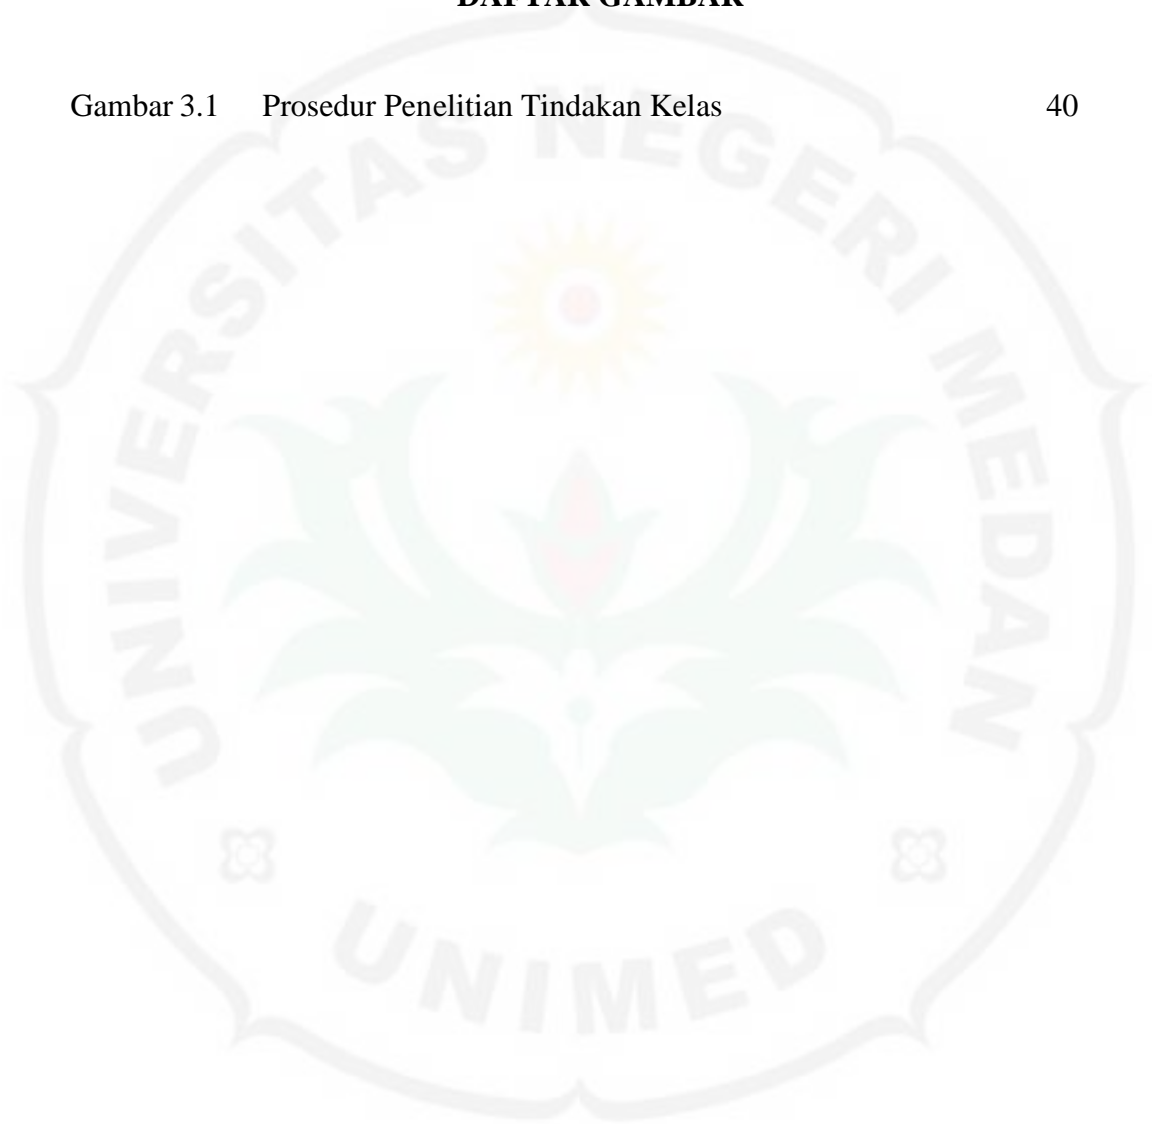 DAFTAR GAMBAR
Gambar 3.1 Prosedur Penelitian Tindakan Kelas 40
UNIVERSITAS NEGERI MEDAN
UNIMED